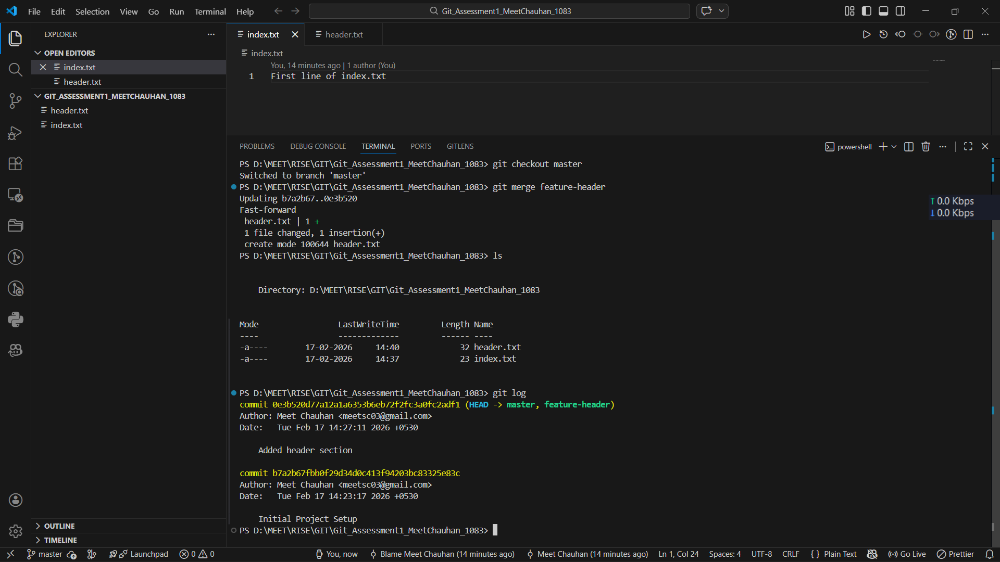 File Edit Selection View Go Run Terminal Help
Git_Assessment1_MeetChauhan_1083
EXPLORER
OPEN EDITORS
index.txt
header.txt
GIT_ASSESSMENT1_MEETCHAUHAN_1083
header.txt
index.txt
OUTLINE
TIMELINE
index.txt header.txt
index.txt
You, 14 minutes ago | 1 author (You)
1 First line of index.txt
PROBLEMS DEBUG CONSOLE TERMINAL PORTS GITLENS
powershell
PS D:\MEET\RISE\GIT\Git_Assessment1_MeetChauhan_1083> git checkout master
Switched to branch 'master'
PS D:\MEET\RISE\GIT\Git_Assessment1_MeetChauhan_1083> git merge feature-header
Updating b7a2b67..0e3b520
Fast-forward
header.txt | 1 +
1 file changed, 1 insertion(+)
create mode 100644 header.txt
PS D:\MEET\RISE\GIT\Git_Assessment1_MeetChauhan_1083> ls
Directory: D:\MEET\RISE\GIT\Git_Assessment1_MeetChauhan_1083
Mode LastWriteTime Length Name
---- ------------- ------ ----
-a---- 17-02-2026 14:40 32 header.txt
-a---- 17-02-2026 14:37 23 index.txt
PS D:\MEET\RISE\GIT\Git_Assessment1_MeetChauhan_1083> git log
commit 0e3b520d77a12a1a6353b6eb72f2fc3a0fc2adf1 (HEAD -> master, feature-header)
Author: Meet Chauhan <meetsc03@gmail.com>
Date: Tue Feb 17 14:27:11 2026 +0530
Added header section
commit b7a2b67fbb0f29d34d0c413f94203bc83325e83c
Author: Meet Chauhan <meetsc03@gmail.com>
Date: Tue Feb 17 14:23:17 2026 +0530
Initial Project Setup
PS D:\MEET\RISE\GIT\Git_Assessment1_MeetChauhan_1083>
↑ 0.0 Kbps
↓ 0.0 Kbps
master Launchpad 0 0 You, now Blame Meet Chauhan (14 minutes ago) Meet Chauhan (14 minutes ago) Ln 1, Col 24 Spaces: 4 UTF-8 CRLF { } Plain Text Go Live Prettier